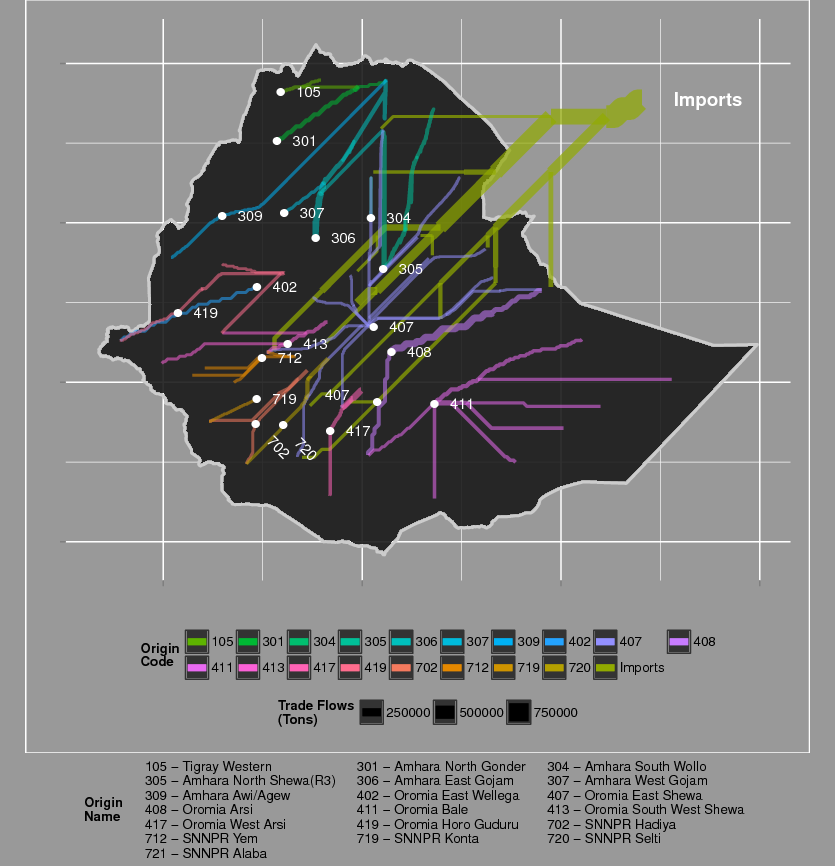 Imports
105
301
309
307
304
306
305
402
419
407
413
408
712
407
719
411
417
702
720
Origin
Code
105 301 304 305 306 307 309 402 407 408
411 413 417 419 702 712 719 720 Imports
Trade Flows
(Tons)
250000 500000 750000
Origin
Name
105 – Tigray Western 301 – Amhara North Gonder 304 – Amhara South Wollo
305 – Amhara North Shewa(R3) 306 – Amhara East Gojam 307 – Amhara West Gojam
309 – Amhara Awi/Agew 402 – Oromia East Wellega 407 – Oromia East Shewa
408 – Oromia Arsi 411 – Oromia Bale 413 – Oromia South West Shewa
417 – Oromia West Arsi 419 – Oromia Horo Guduru 702 – SNNPR Hadiya
712 – SNNPR Yem 719 – SNNPR Konta 720 – SNNPR Selti
721 – SNNPR Alaba